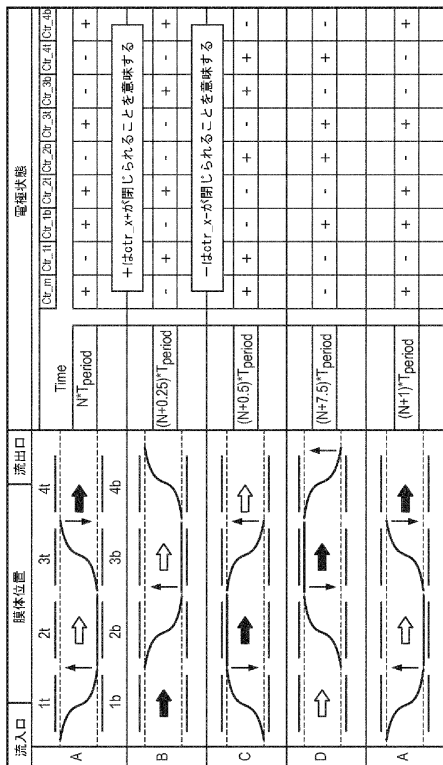 流入口 膜体位置 流出口 電極状態
1t 2t 3t 4t Time Ctr_m Ctr_1t Ctr_1b Ctr_2t Ctr_2b Ctr_3t Ctr_3b Ctr_4t Ctr_4b
A N*Tperiod + - + + - + - - +
1b 2b 3b 4b
+はctr_x+が閉じられることを意味する
B (N+0.25)*Tperiod - + - + - - + - +
-はctr_x-が閉じられることを意味する
C (N+0.5)*Tperiod + + - - + - + + -
D (N+7.5)*Tperiod - - + - + + - + -
A (N+1)*Tperiod + - + + - + - - +